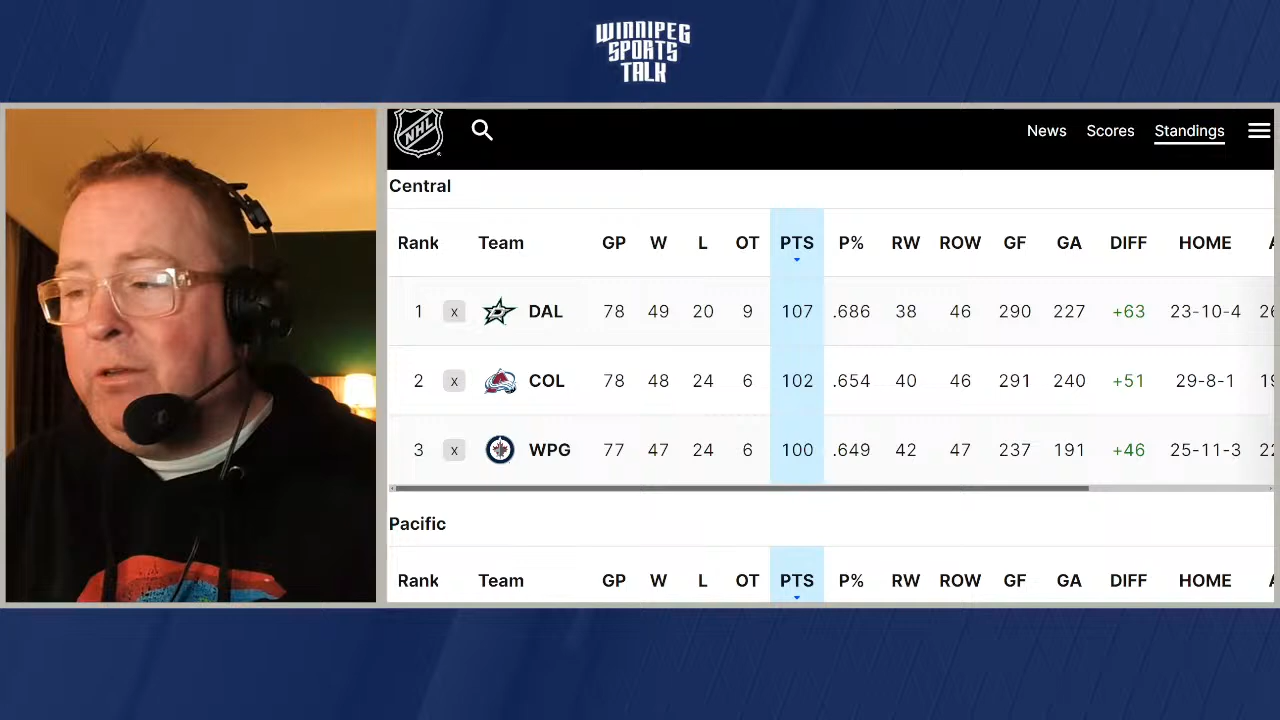 WINNIPEG
SPORTS
TALK
NHL
News Scores Standings
Central
Rank Team GP W L OT PTS P% RW ROW GF GA DIFF HOME
1 x DAL 78 49 20 9 107 .686 38 46 290 227 +63 23-10-4 26
2 x COL 78 48 24 6 102 .654 40 46 291 240 +51 29-8-1 19
3 x WPG 77 47 24 6 100 .649 42 47 237 191 +46 25-11-3 22
Pacific
Rank Team GP W L OT PTS P% RW ROW GF GA DIFF HOME